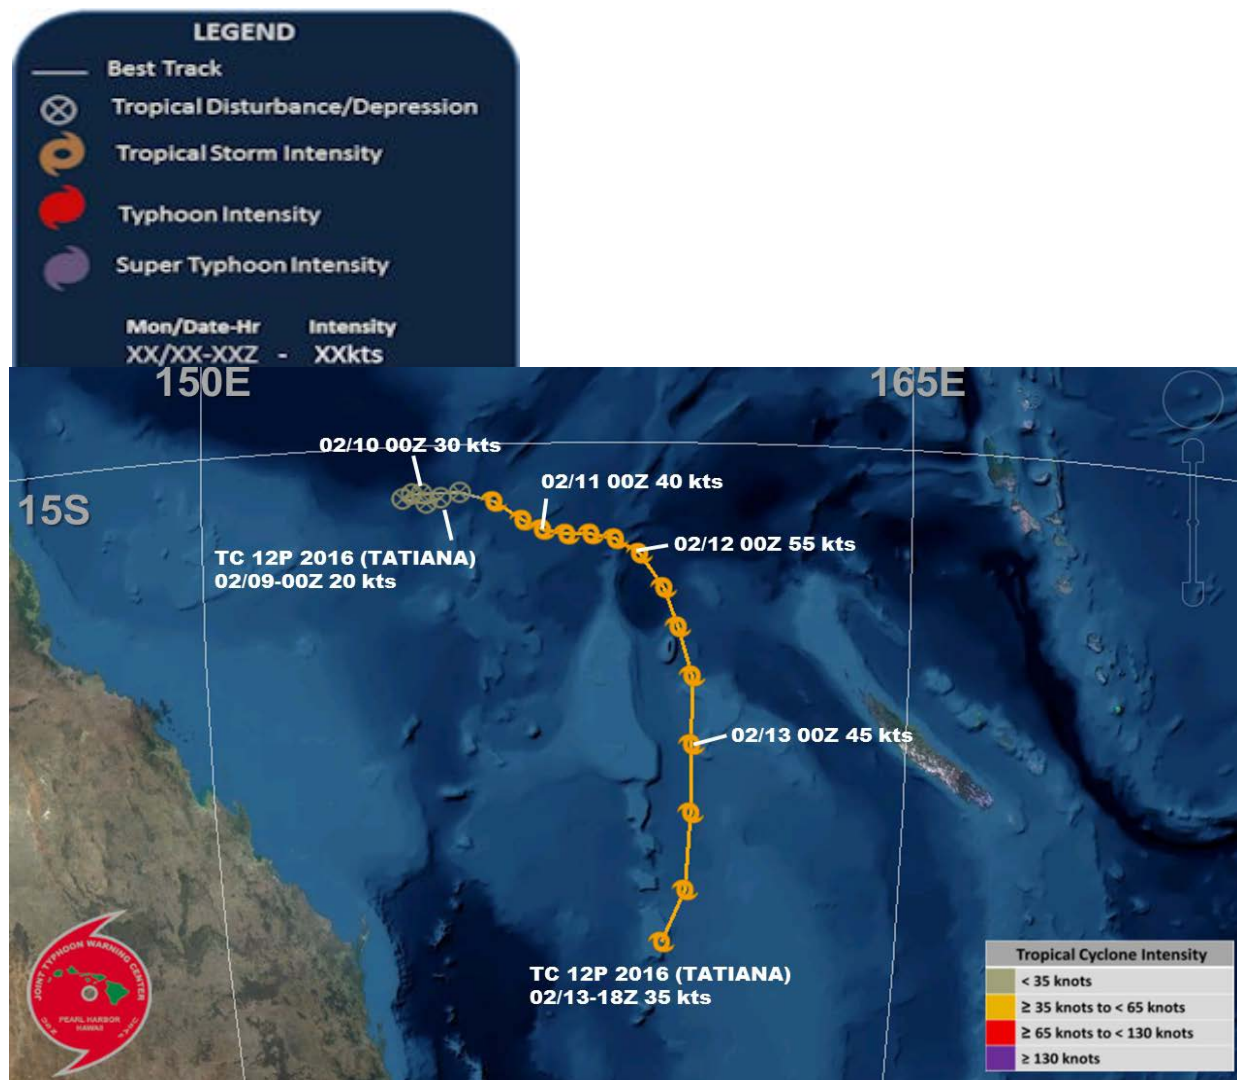 LEGEND
Best Track
Tropical Disturbance/Depression
Tropical Storm Intensity
Typhoon Intensity
Super Typhoon Intensity
Mon/Date-Hr Intensity
XX/XX-XXZ - XXkts
150E 165E
02/10 00Z 30 kts
02/11 00Z 40 kts
15S
02/12 00Z 55 kts
TC 12P 2016 (TATIANA)
02/09-00Z 20 kts
02/13 00Z 45 kts
TC 12P 2016 (TATIANA)
02/13-18Z 35 kts
JOINT TYPHOON WARNING CENTER
PEARL HARBOR
HAWAII
Tropical Cyclone Intensity
< 35 knots
≥ 35 knots to < 65 knots
≥ 65 knots to < 130 knots
≥ 130 knots